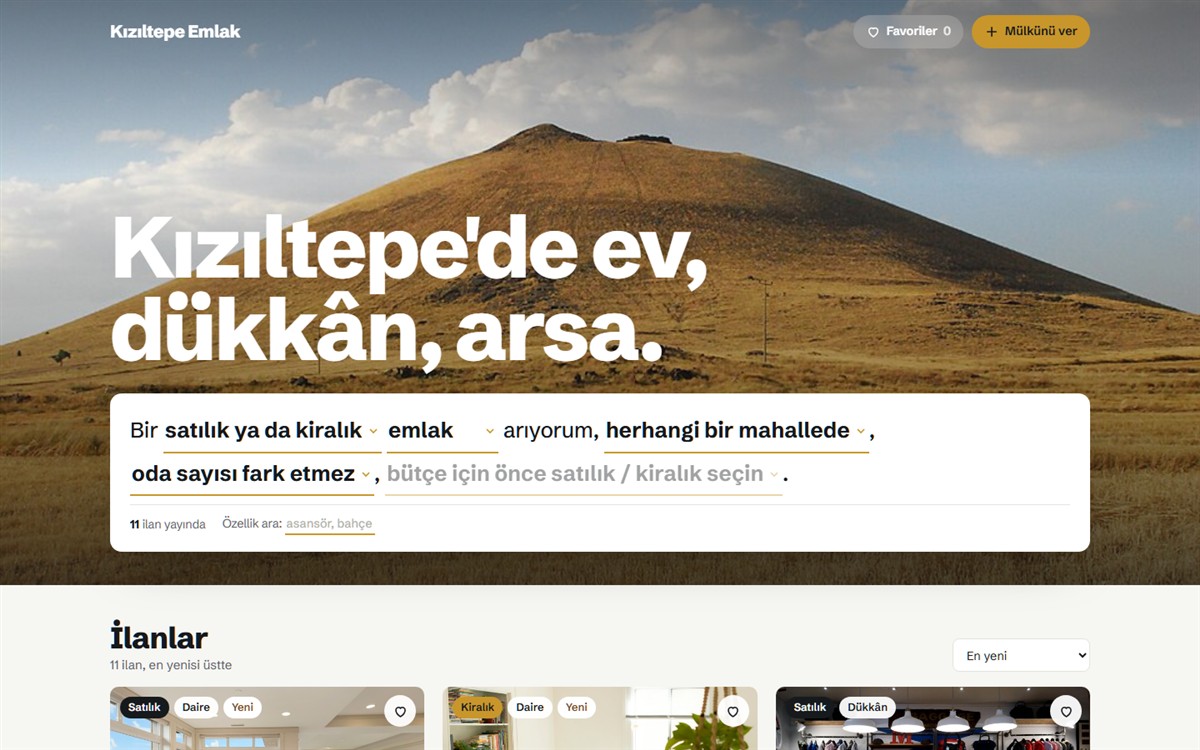 Kızıltepe Emlak
Favoriler 0
Mülkünü ver
Kızıltepe'de ev,
dükkân, arsa.
Bir satılık ya da kiralık emlak arıyorum, herhangi bir mahallede ,
oda sayısı fark etmez , bütçe için önce satılık / kiralık seçin .
11 ilan yayında Özellik ara: asansör, bahçe
İlanlar
11 ilan, en yenisi üstte
En yeni
Satılık Daire Yeni
Kiralık Daire Yeni
Satılık Dükkân